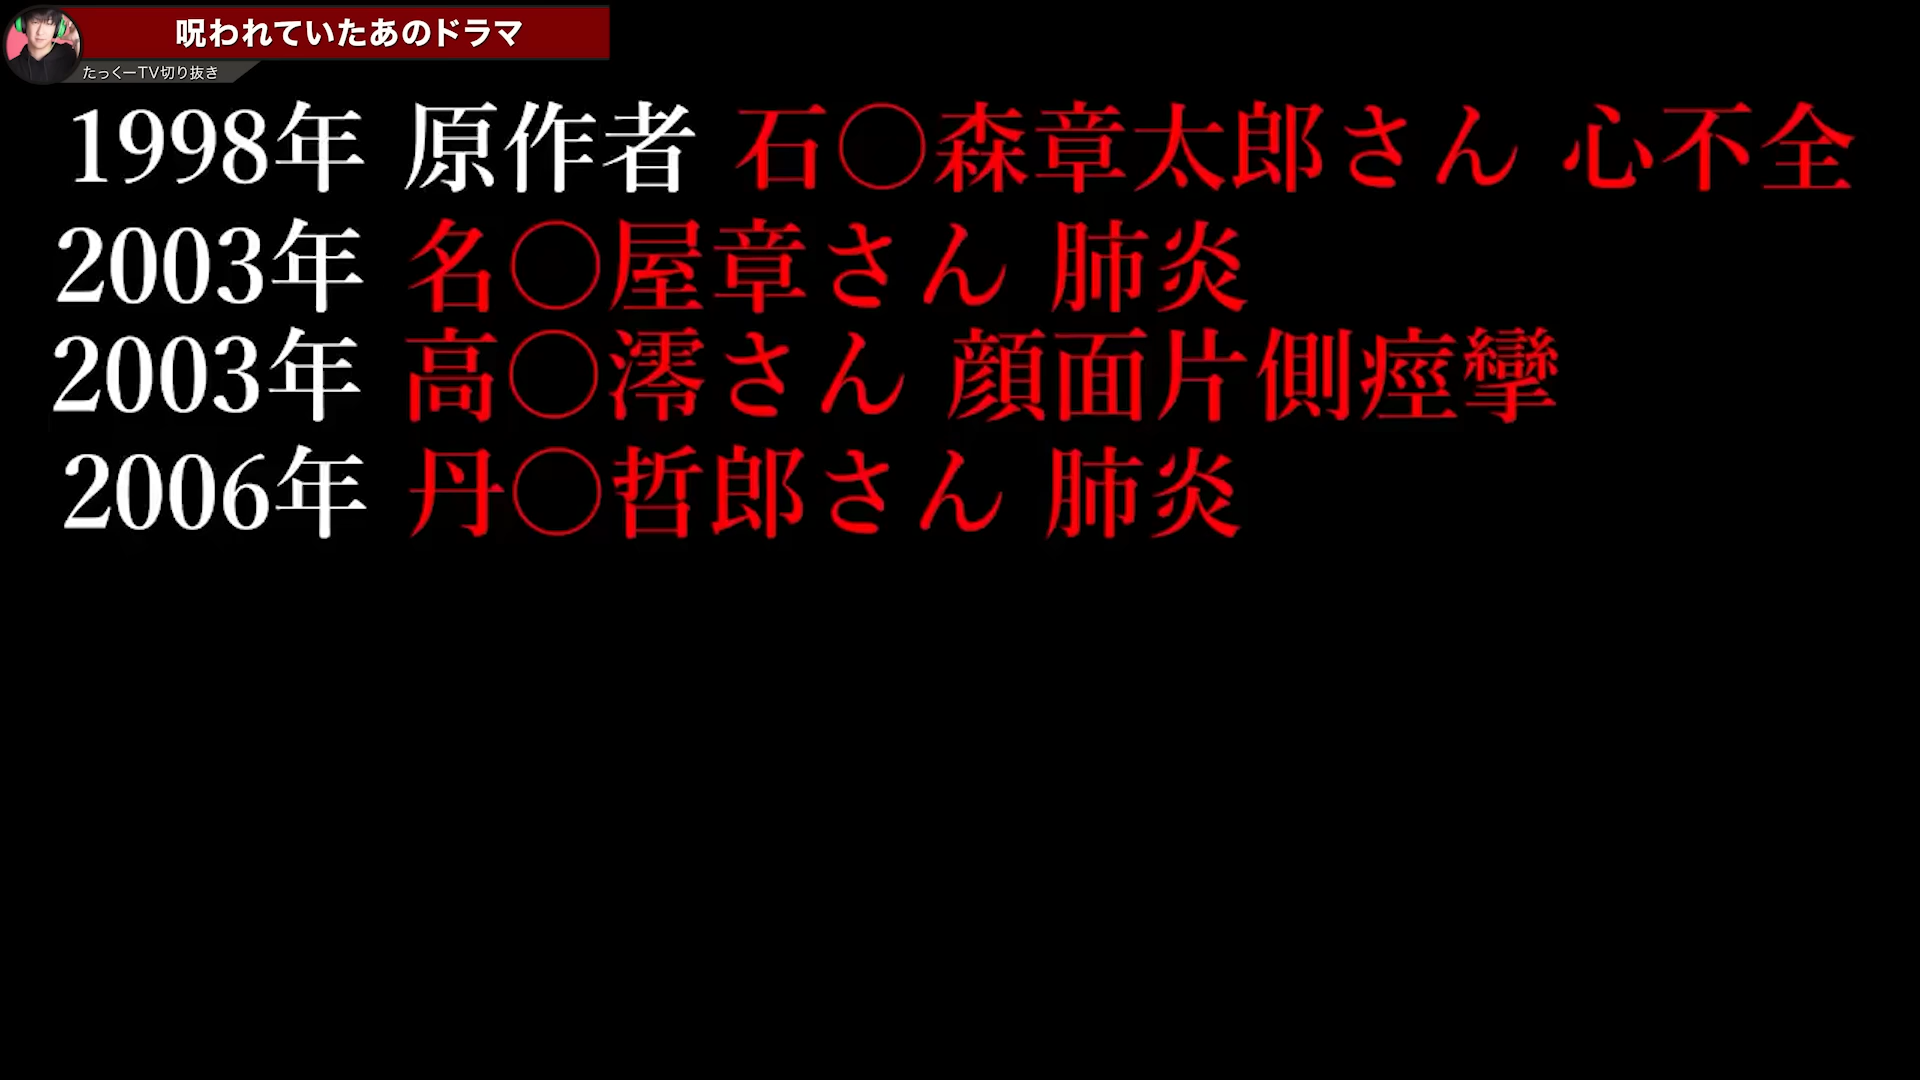 呪われていたあのドラマ
たっくーTV切り抜き
1998年 原作者 石〇森章太郎さん 心不全
2003年 名〇屋章さん 肺炎
2003年 高〇澪さん 顔面片側痙攣
2006年 丹〇哲郎さん 肺炎